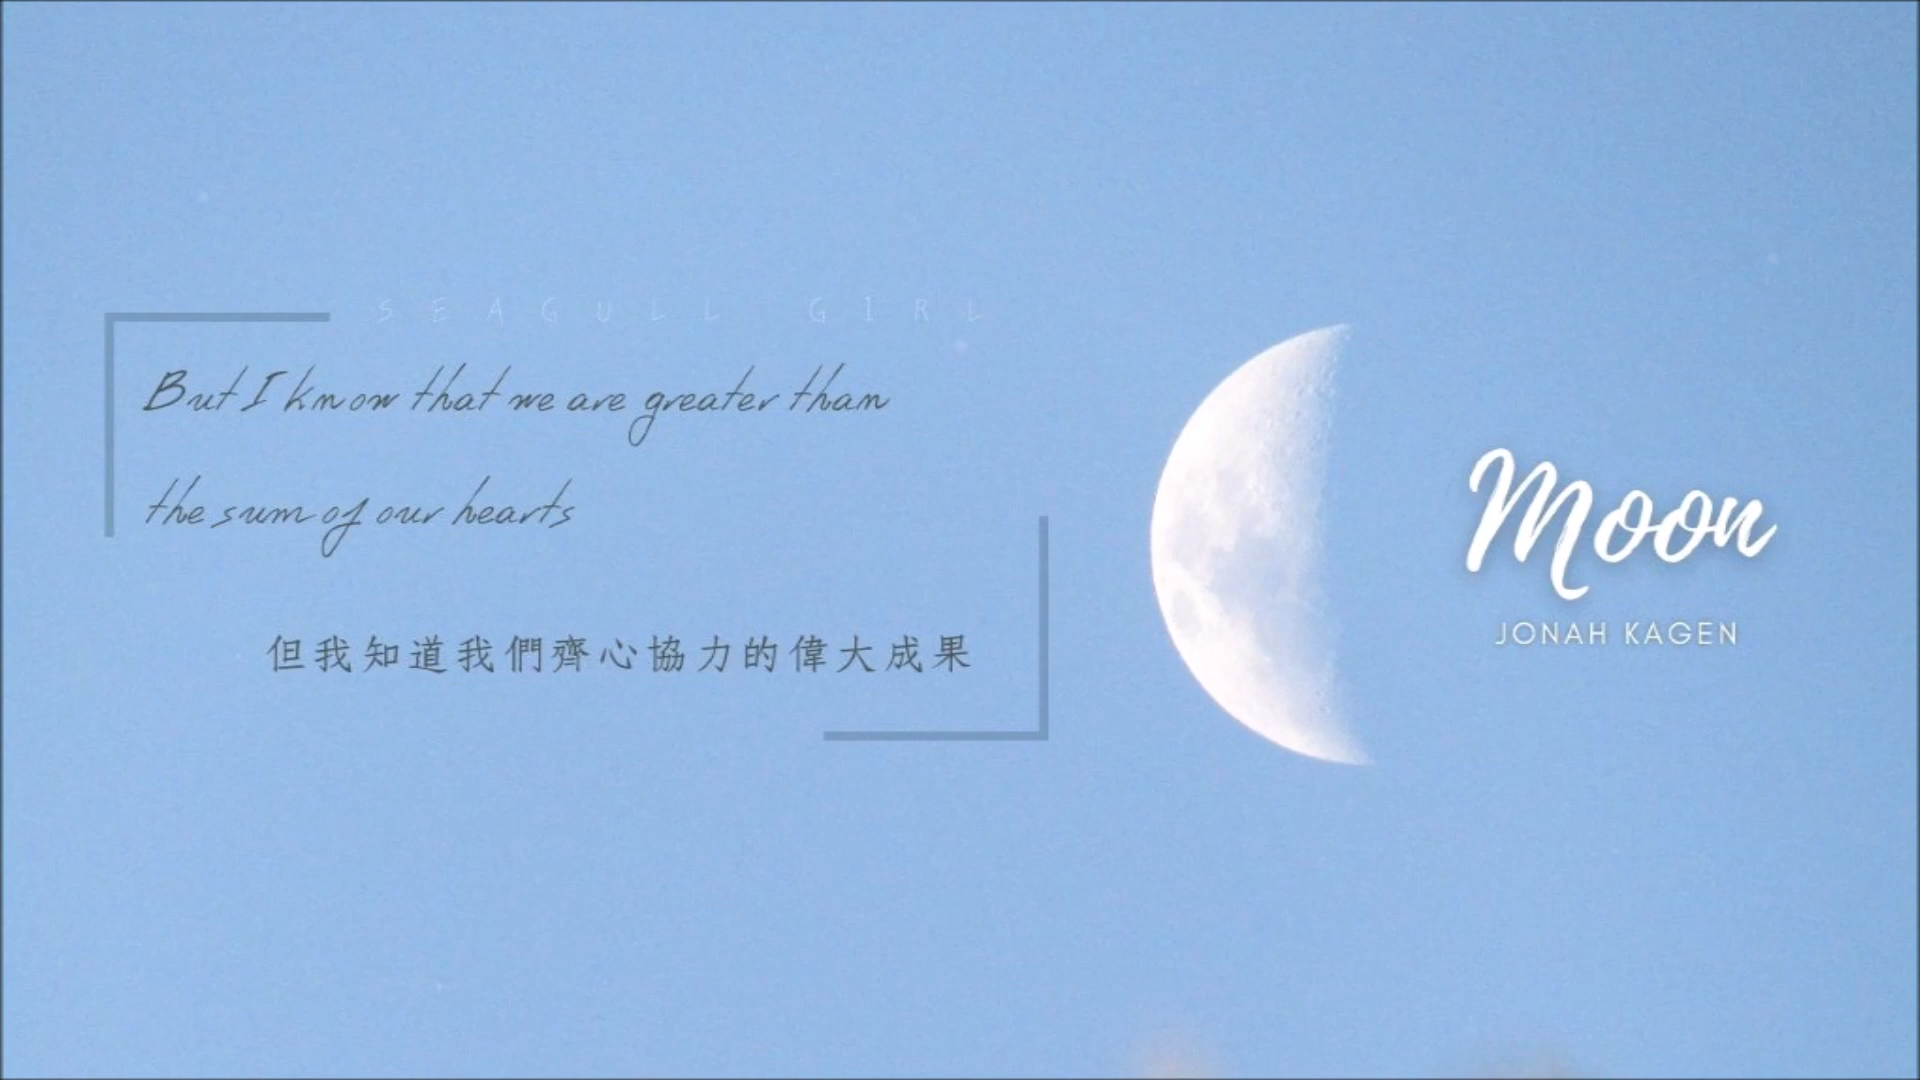 SEAGULL GIRL
But I know that we are greater than
the sum of our hearts
但我知道我們齊心協力的偉大成果
Moon
JONAH KAGEN